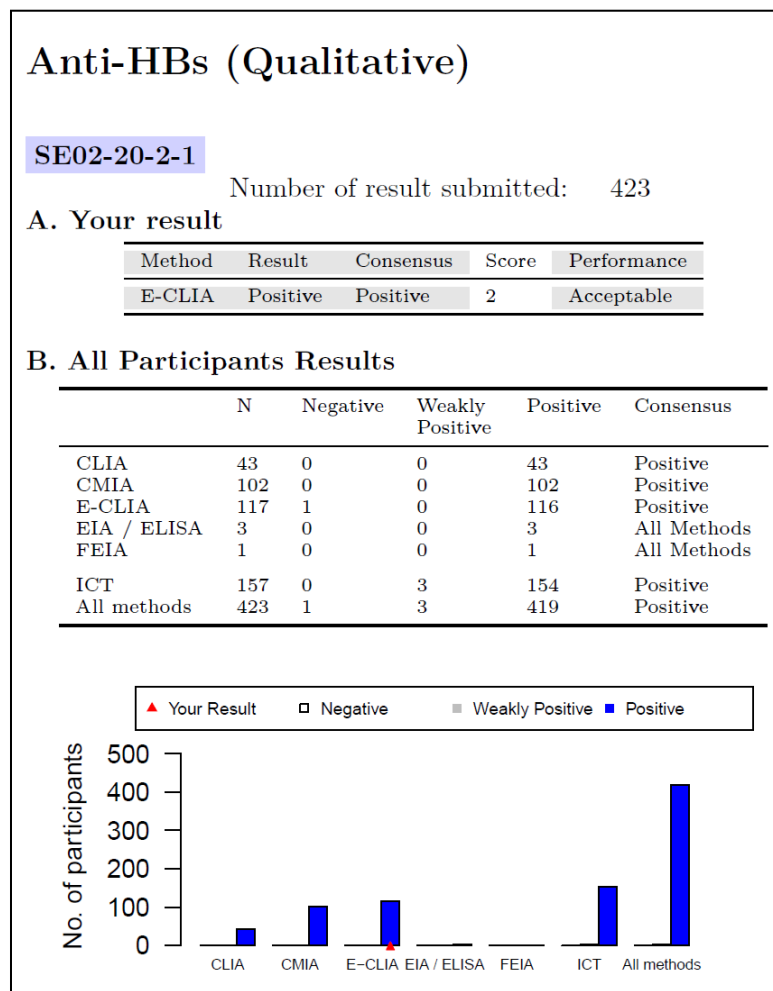 Anti-HBs (Qualitative)
SE02-20-2-1
Number of result submitted: 423
A. Your result
Method Result Consensus Score Performance
E-CLIA Positive Positive 2 Acceptable
B. All Participants Results
N Negative Weakly Positive Positive Consensus
CLIA 43 0 0 43 Positive
CMIA 102 0 0 102 Positive
E-CLIA 117 1 0 116 Positive
EIA / ELISA 3 0 0 3 All Methods
FEIA 1 0 0 1 All Methods
ICT 157 0 3 154 Positive
All methods 423 1 3 419 Positive
Your Result Negative Weakly Positive Positive
No. of participants
500
400
300
200
100
0
CLIA CMIA E-CLIA EIA / ELISA FEIA ICT All methods